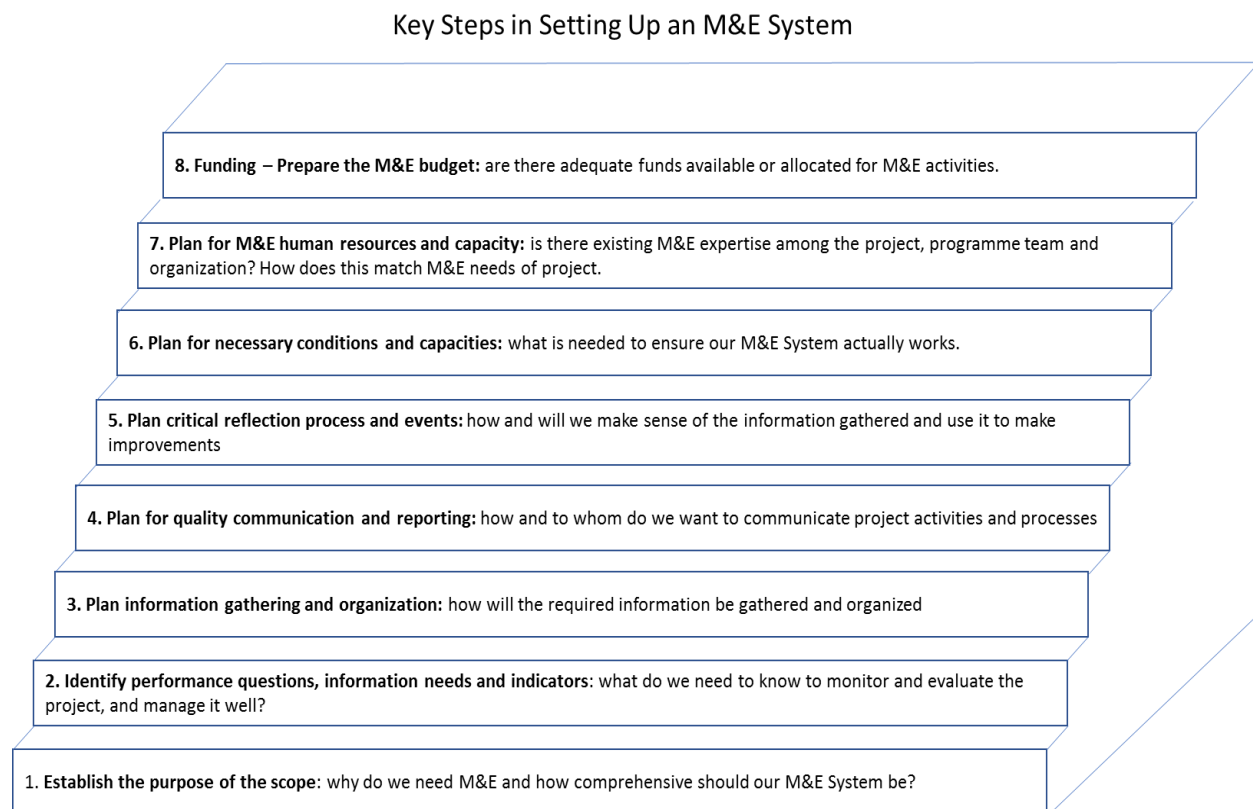 Key Steps in Setting Up an M&E System
8. Funding – Prepare the M&E budget: are there adequate funds available or allocated for M&E activities.
7. Plan for M&E human resources and capacity: is there existing M&E expertise among the project, programme team and
organization? How does this match M&E needs of project.
6. Plan for necessary conditions and capacities: what is needed to ensure our M&E System actually works.
5. Plan critical reflection process and events: how and will we make sense of the information gathered and use it to make
improvements
4. Plan for quality communication and reporting: how and to whom do we want to communicate project activities and processes
3. Plan information gathering and organization: how will the required information be gathered and organized
2. Identify performance questions, information needs and indicators: what do we need to know to monitor and evaluate the
project, and manage it well?
1. Establish the purpose of the scope: why do we need M&E and how comprehensive should our M&E System be?